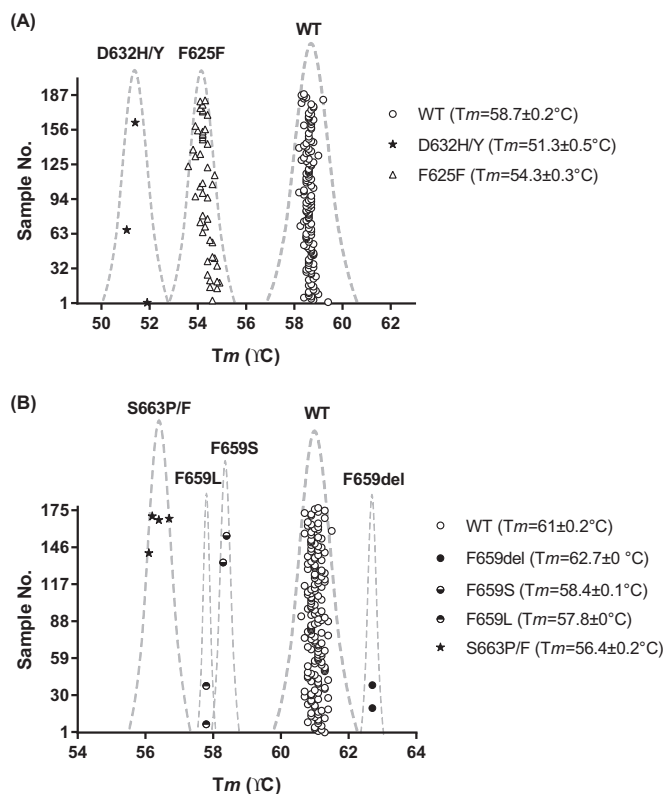 (A)
WT
D632H/Y F625F
187
156
125
94
63
32
1
Sample No.
50 52 54 56 58 60 62
Tm (ϒC)
WT (Tm=58.7±0.2°C)
D632H/Y (Tm=51.3±0.5°C)
F625F (Tm=54.3±0.3°C)
(B)
S663P/F
WT
F659S
F659L
F659del
175
146
117
88
59
30
1
Sample No.
54 56 58 60 62 64
Tm (ϒC)
WT (Tm=61±0.2°C)
F659del (Tm=62.7±0 °C)
F659S (Tm=58.4±0.1°C)
F659L (Tm=57.8±0°C)
S663P/F (Tm=56.4±0.2°C)